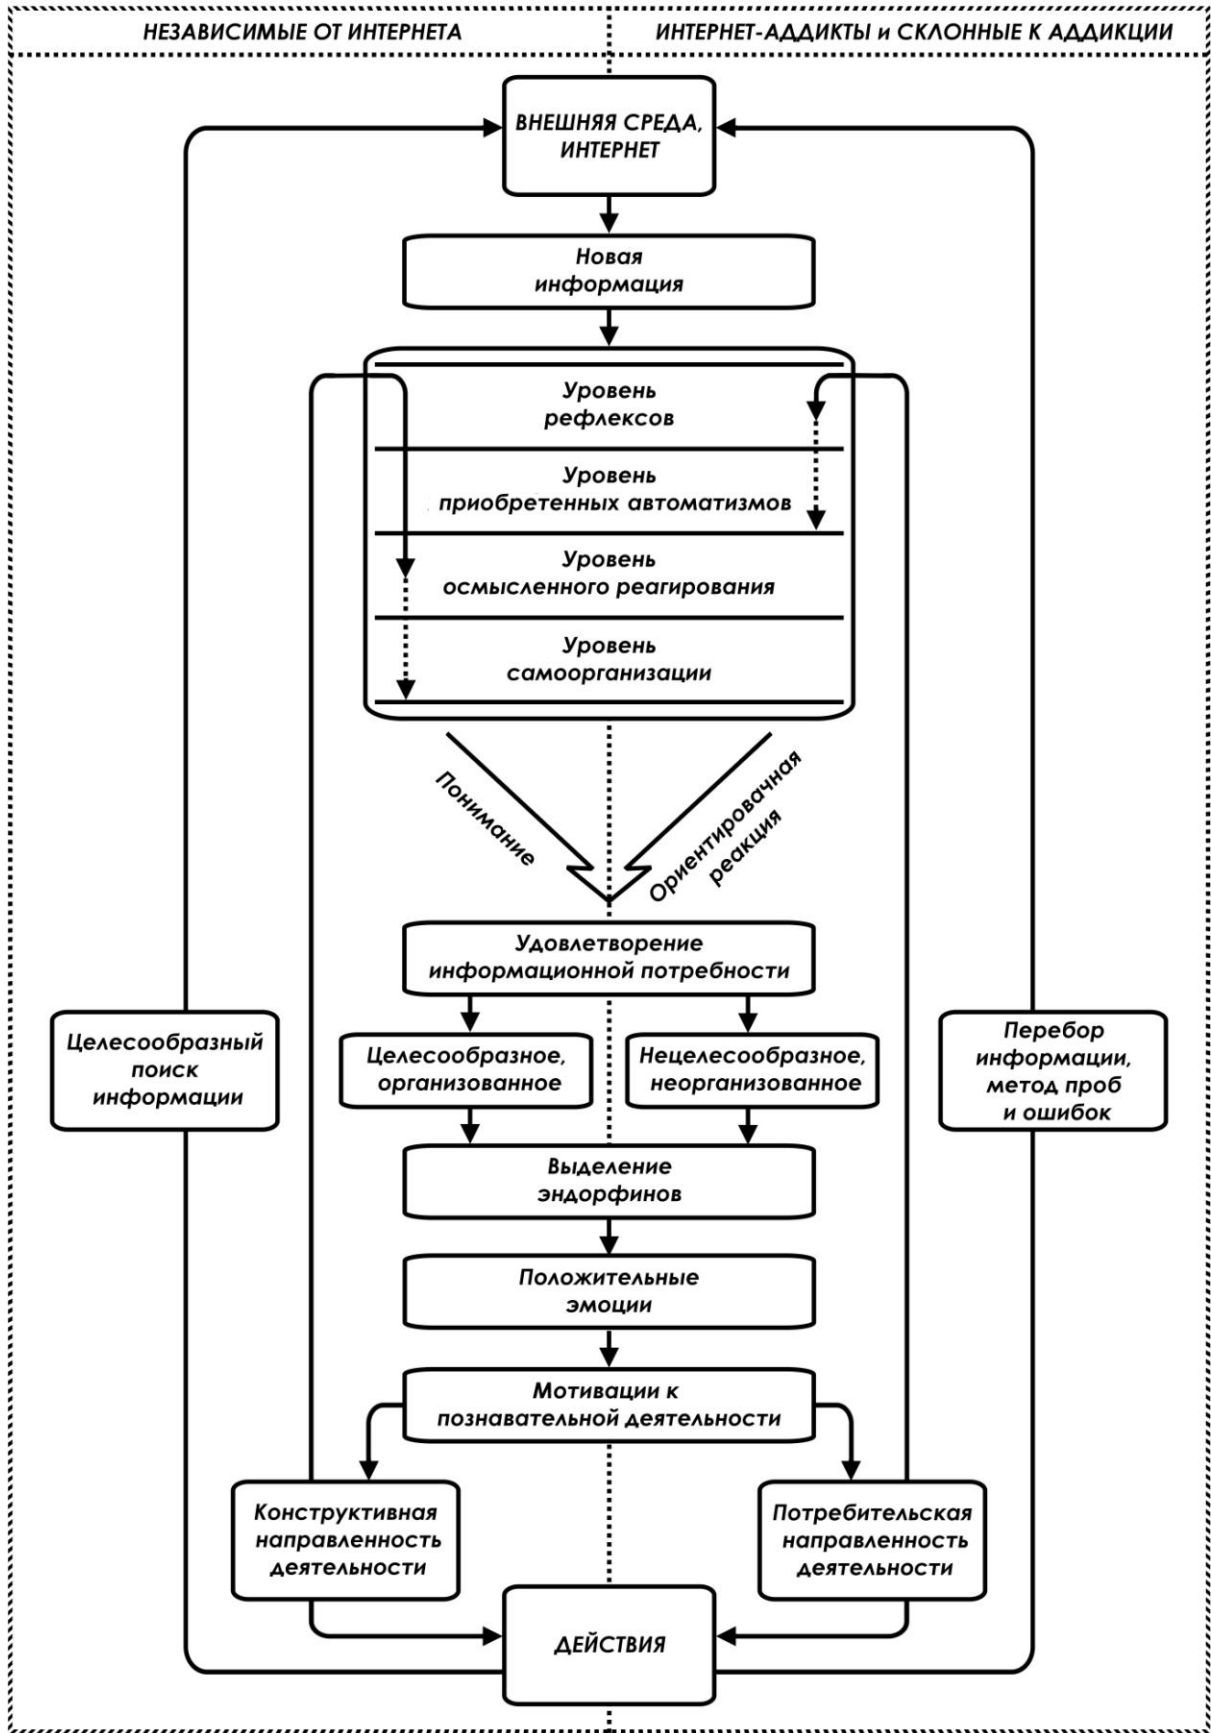 НЕЗАВИСИМЫЕ ОТ ИНТЕРНЕТА
ИНТЕРНЕТ-АДДИКТЫ и СКЛОННЫЕ К АДДИКЦИИ
ВНЕШНЯЯ СРЕДА,
ИНТЕРНЕТ
Новая
информация
Уровень
рефлексов
Уровень
приобретенных автоматизмов
Уровень
осмысленного реагирования
Уровень
самоорганизации
Понимание
Ориентировачная
реакция
Удовлетворение
информационной потребности
Целесообразный
поиск
информации
Целесообразное,
организованное
Нецелесообразное,
неорганизованное
Перебор
информации,
метод проб
и ошибок
Выделение
эндорфинов
Положительные
эмоции
Мотивации к
познавательной деятельности
Конструктивная
направленность
деятельности
Потребительская
направленность
деятельности
ДЕЙСТВИЯ